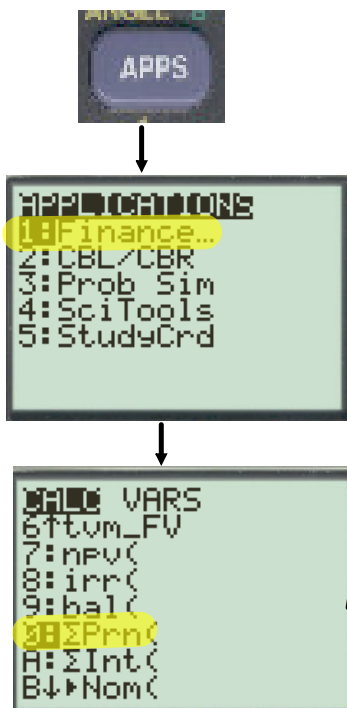 ANGLE B
APPS
APPLICATIONS
1:Finance…
2:CBL/CBR
3:Prob Sim
4:SciTools
5:StudyCrd
CALC VARS
6↑tvm_FV
7:npv(
8:irr(
9:bal(
0:ΣPrn(
A:ΣInt(
B↓▸Nom(